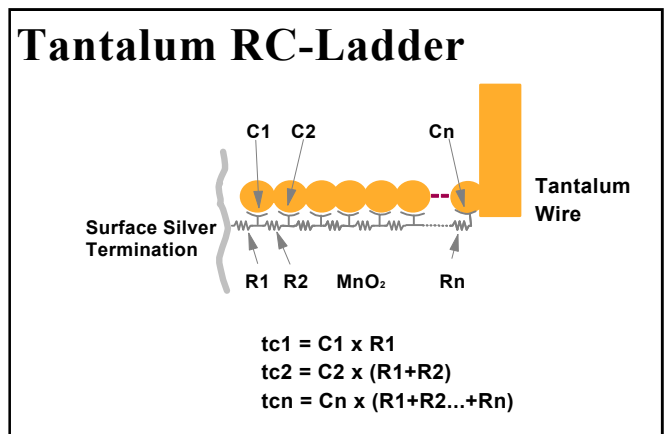 Tantalum RC-Ladder
C1 C2 Cn
Tantalum
Wire
Surface Silver
Termination
R1 R2 MnO₂ Rn
tc1 = C1 x R1
tc2 = C2 x (R1+R2)
tcn = Cn x (R1+R2...+Rn)